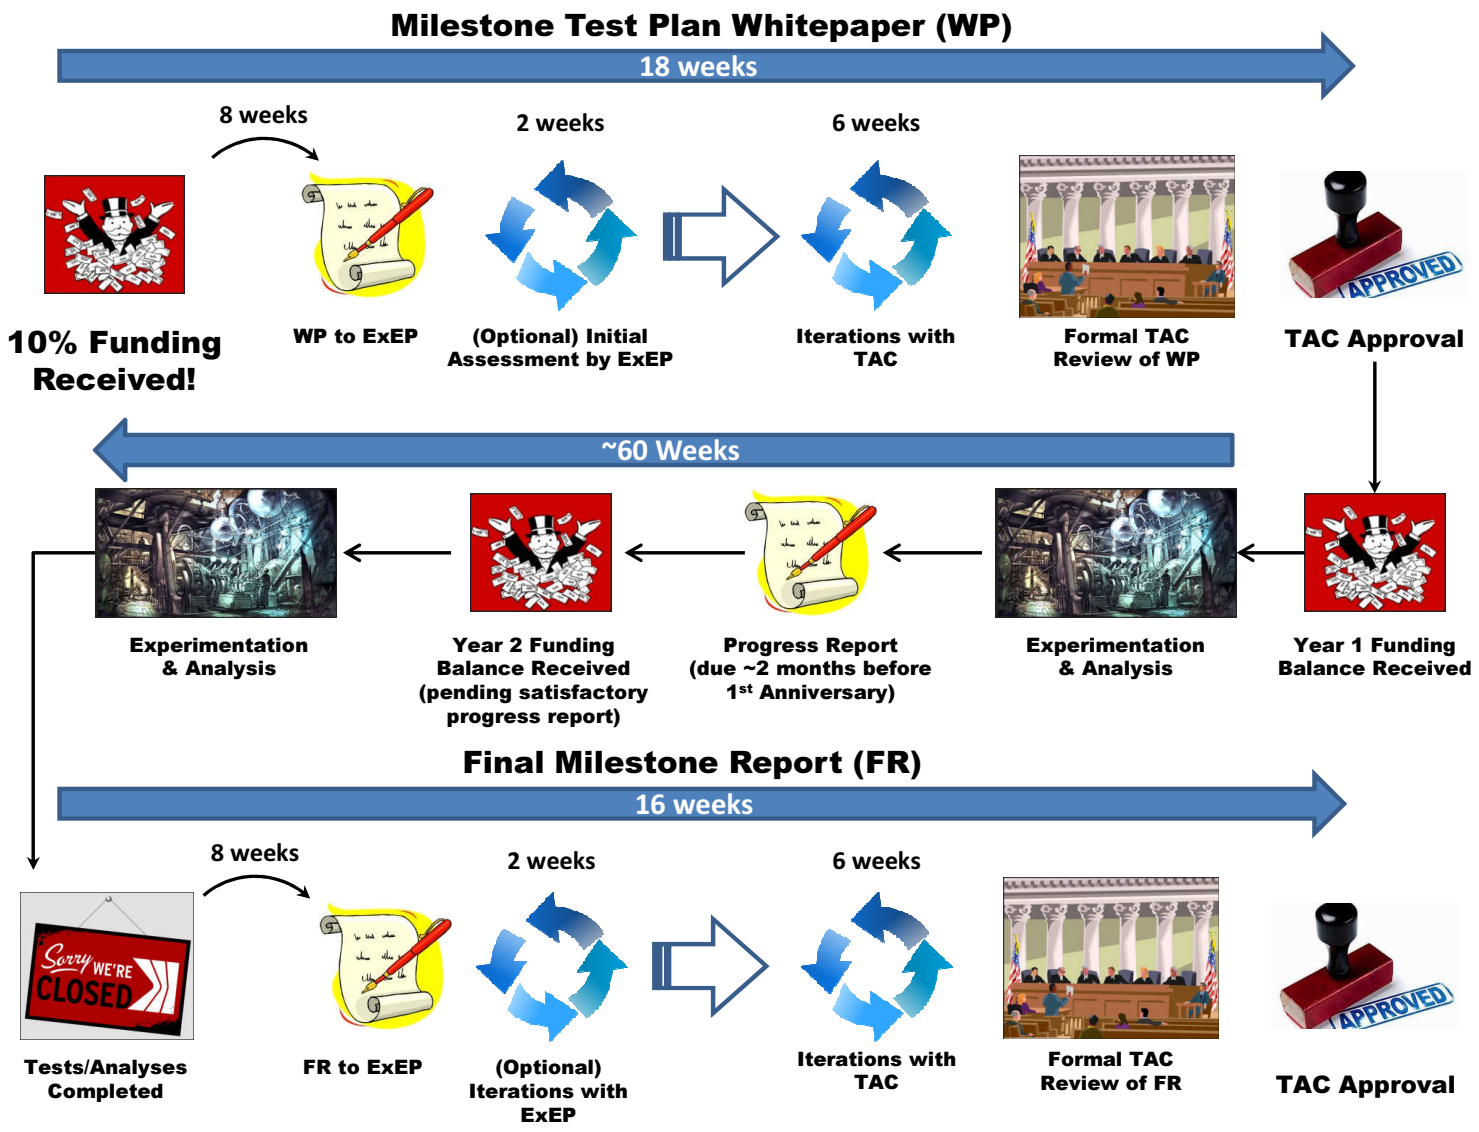 Milestone Test Plan Whitepaper (WP)
18 weeks
8 weeks
2 weeks
6 weeks
APPROVED
10% Funding
Received!
WP to ExEP
(Optional) Initial
Assessment by ExEP
Iterations with
TAC
Formal TAC
Review of WP
TAC Approval
~60 Weeks
Experimentation
& Analysis
Year 2 Funding
Balance Received
(pending satisfactory
progress report)
Progress Report
(due ~2 months before
1st Anniversary)
Experimentation
& Analysis
Year 1 Funding
Balance Received
Final Milestone Report (FR)
16 weeks
8 weeks
2 weeks
6 weeks
Sorry WE'RE
CLOSED
APPROVED
Tests/Analyses
Completed
FR to ExEP
(Optional)
Iterations with
ExEP
Iterations with
TAC
Formal TAC
Review of FR
TAC Approval